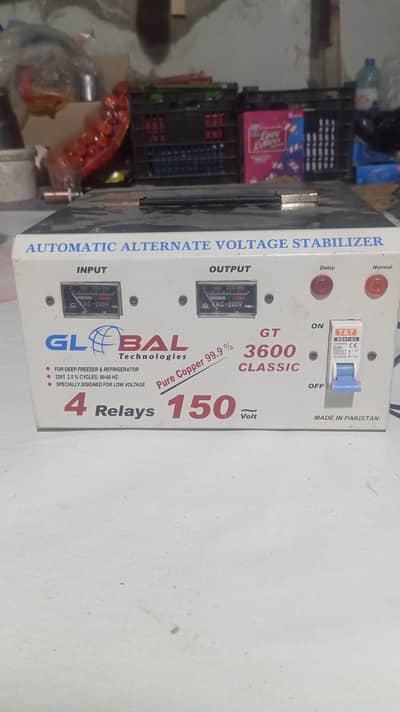 AUTOMATIC ALTERNATE VOLTAGE STABILIZER
INPUT
OUTPUT
Delay
Normal
GLOBAL
Technologies
Pure Copper 99.9 %
GT
3600
CLASSIC
ON
OFF
T&T
FOR DEEP FREEZER & REFRIGERATOR
SPECIALLY DISIGNED FOR LOW VOLTAGE
4 Relays 150 ~
Volt
MADE IN PAKISTAN